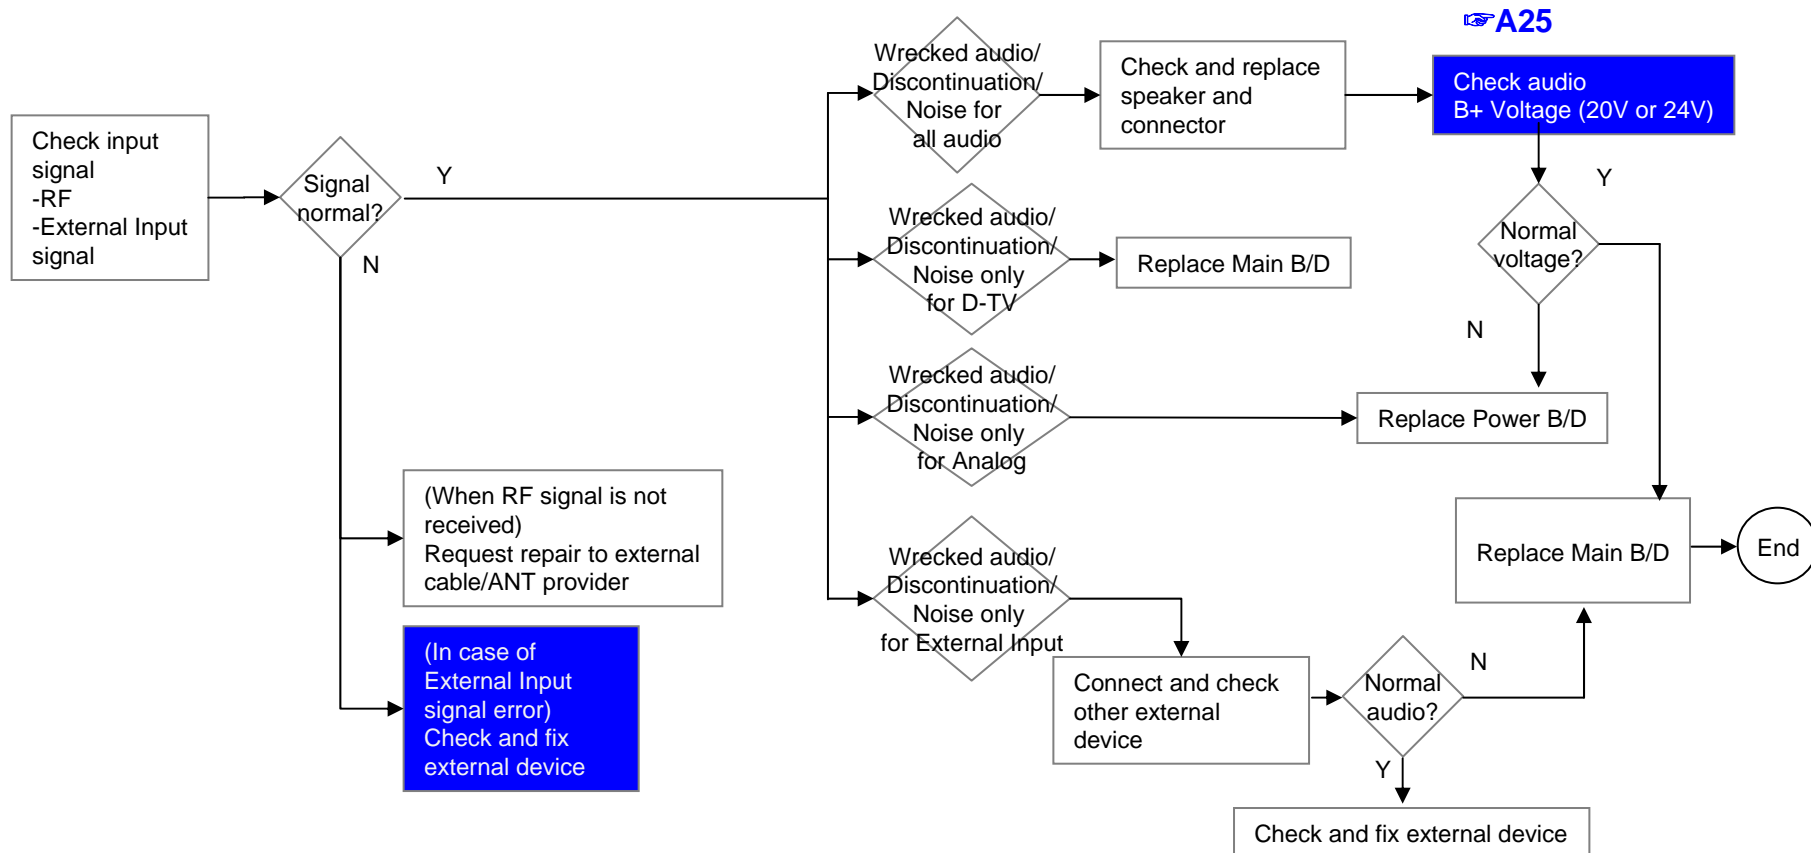 ☞A25
Check input
signal
-RF
-External Input
signal
Signal
normal?
Y
N
(When RF signal is not
received)
Request repair to external
cable/ANT provider
(In case of
External Input
signal error)
Check and fix
external device
Wrecked audio/
Discontinuation/
Noise for
all audio
Check and replace
speaker and
connector
Check audio
B+ Voltage (20V or 24V)
Y
Normal
voltage?
N
Wrecked audio/
Discontinuation/
Noise only
for D-TV
Replace Main B/D
Wrecked audio/
Discontinuation/
Noise only
for Analog
Replace Power B/D
Wrecked audio/
Discontinuation/
Noise only
for External Input
Connect and check
other external
device
Normal
audio?
N
Y
Replace Main B/D
End
Check and fix external device